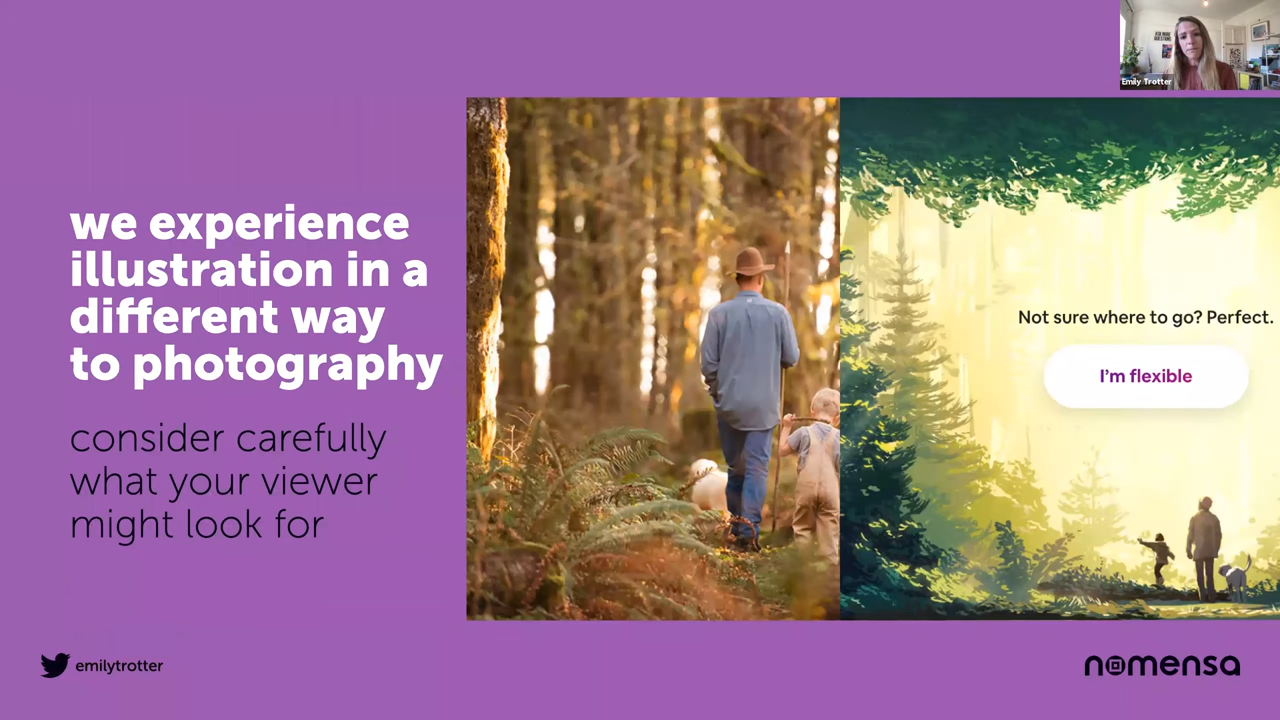 Emily Trotter
we experience
illustration in a
different way
to photography
consider carefully
what your viewer
might look for
Not sure where to go? Perfect.
I'm flexible
emilytrotter
nomensa